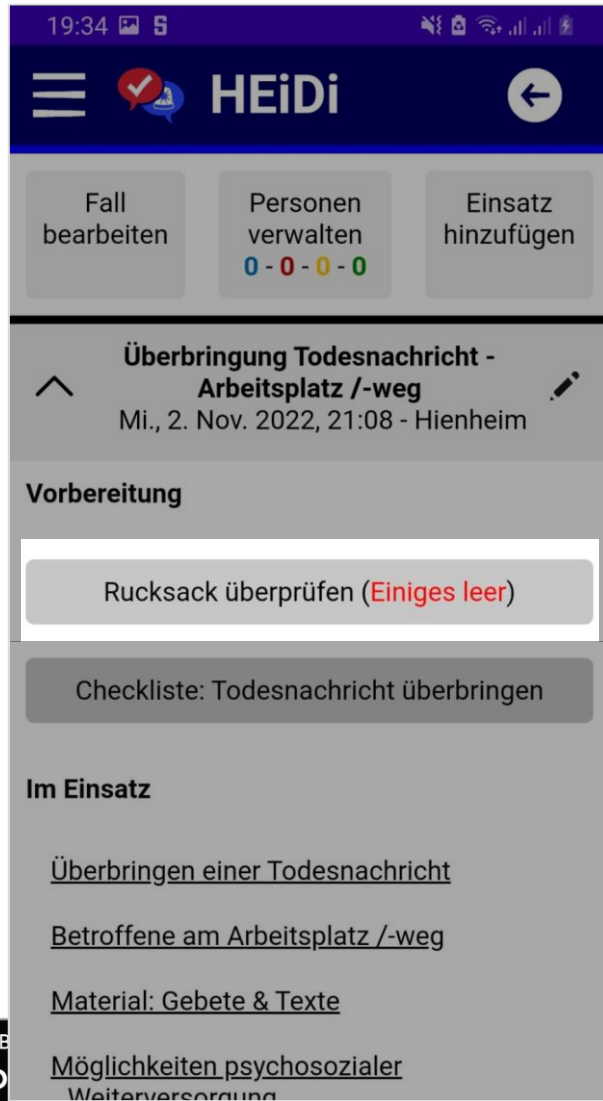 19:34
HEiDi
Fall
bearbeiten
Personen
verwalten
0 - 0 - 0 - 0
Einsatz
hinzufügen
Überbringung Todesnachricht -
Arbeitsplatz /-weg
Mi., 2. Nov. 2022, 21:08 - Hienheim
Vorbereitung
Rucksack überprüfen (Einiges leer)
Checkliste: Todesnachricht überbringen
Im Einsatz
Überbringen einer Todesnachricht
Betroffene am Arbeitsplatz /-weg
Material: Gebete & Texte
Möglichkeiten psychosozialer
Weiterversorgung